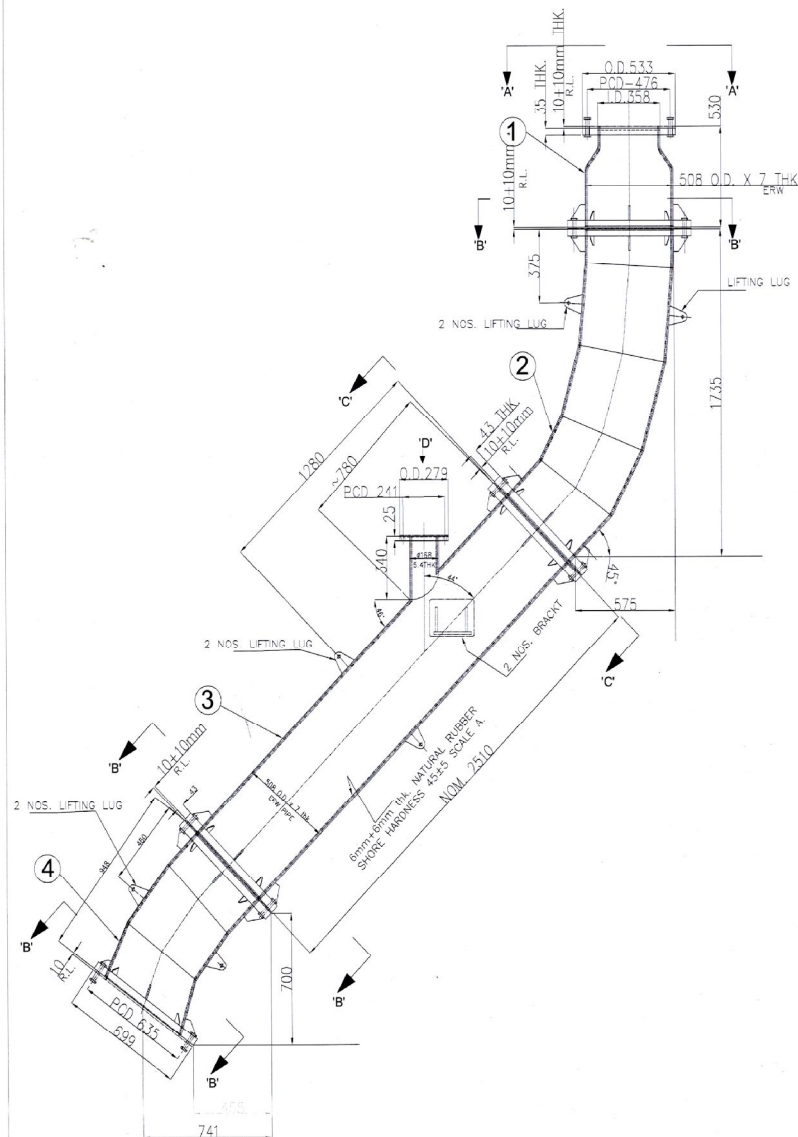 O.D.533
PCD-476
I.D.358
35 THK.
10+10mm THK.
R.L.
'A'
'A'
530
1
10+10mm
R.L.
508 O.D. X 7 THK
ERW
'B'
'B'
375
LIFTING LUG
2 NOS. LIFTING LUG
1735
2
'C'
43 THK.
10+10mm
R.L.
1280
~780
'D'
O.D.279
PCD 241
25
44°
46°
45°
575
2 NOS. BRACKT
2 NOS. LIFTING LUG
'C'
3
6mm+6mm thk. NATURAL RUBBER
SHORE HARDNESS 45±5 SCALE A.
NOM. 2510
'B'
10+10mm
R.L.
43
508 O.D. x 7 thk
ERW PIPE
2 NOS. LIFTING LUG
948
4
'B'
10
R.L.
PCD 635
699
700
'B'
'B'
741